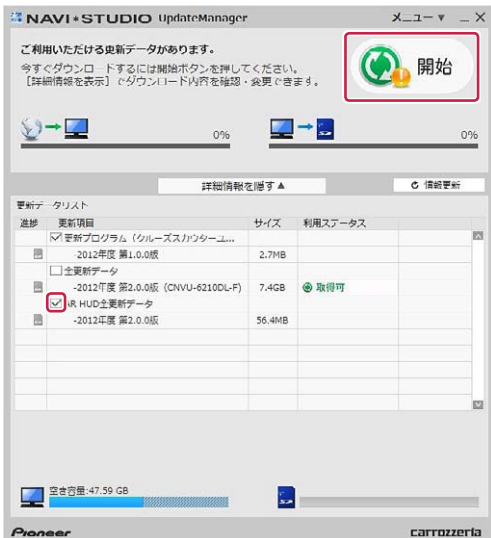 NAVI*STUDIO UpdateManager
メニュー ▼ _ X
ご利用いただける更新データがあります。
今すぐダウンロードするには開始ボタンを押してください。
[詳細情報を表示] でダウンロード内容を確認・変更できます。
開始
0%
0%
詳細情報を隠す▲
情報更新
更新データリスト
進捗 更新項目 サイズ 利用ステータス
更新プログラム (クルーズスカウターユ...
-2012年度 第1.0.0版 2.7MB
全更新データ
-2012年度 第2.0.0版 (CNVU-6210DL-F) 7.4GB 取得可
AR HUD全更新データ
-2012年度 第2.0.0版 56.4MB
空き容量:47.59 GB
Pioneer carrozzeria